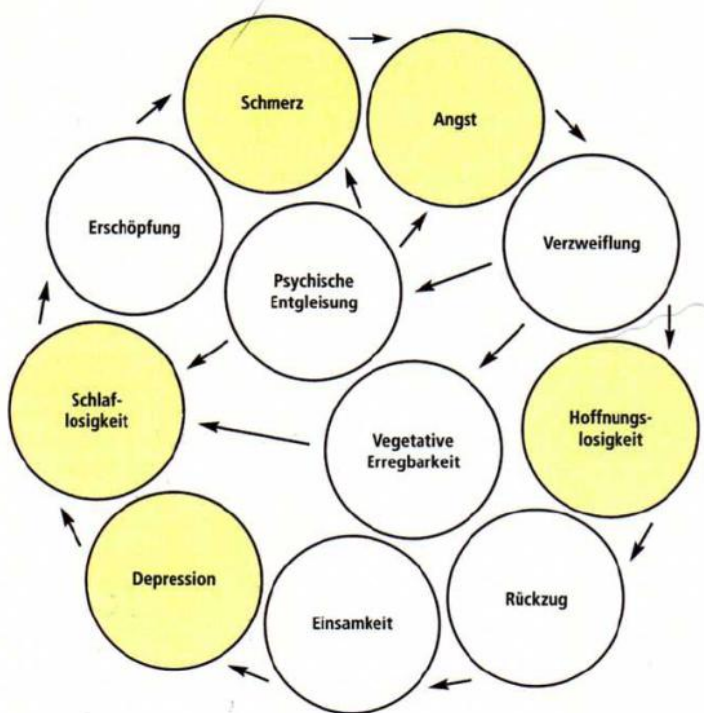 Schmerz
Angst
Erschöpfung
Verzweiflung
Psychische
Entgleisung
Schlaf-
losigkeit
Hoffnungs-
losigkeit
Vegetative
Erregbarkeit
Depression
Rückzug
Einsamkeit